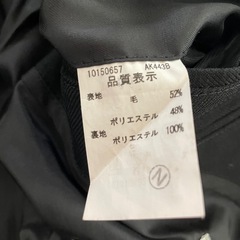 10150657 AK443B
品質表示
表地 毛 52%
ポリエステル 48%
裏地 ポリエステル 100%
N